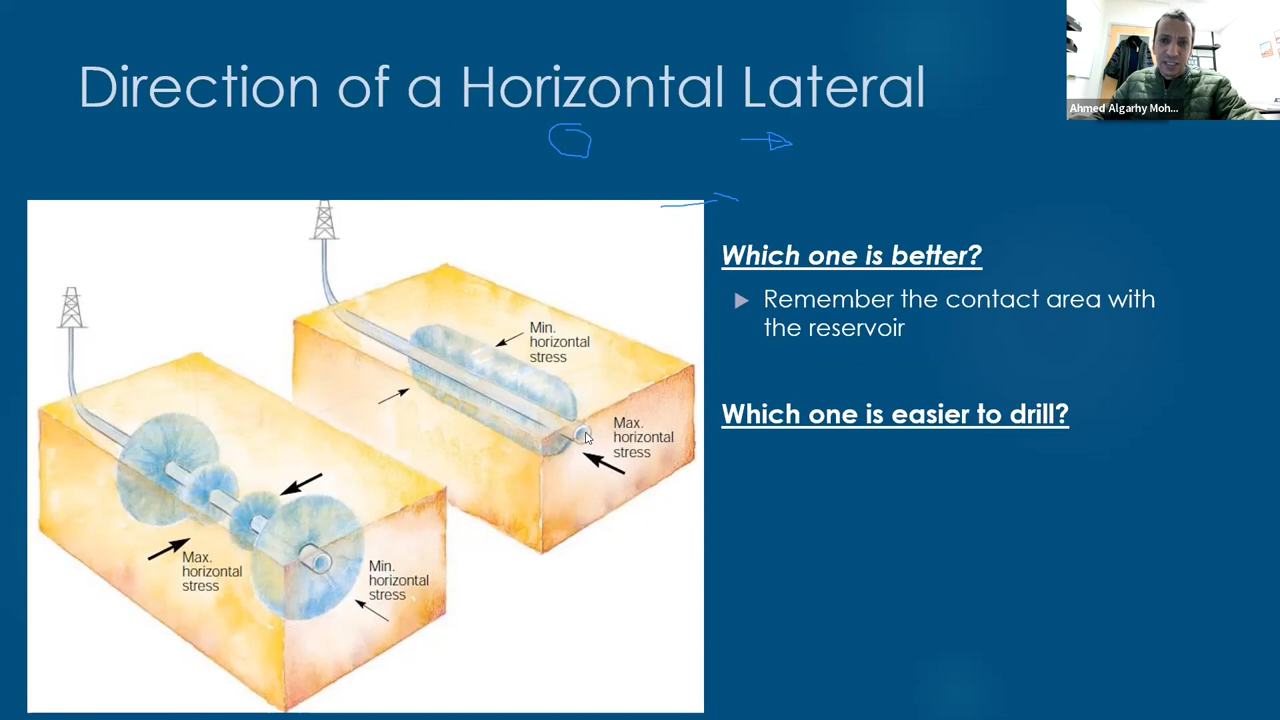 Direction of a Horizontal Lateral
Ahmed Algarhy Moh...
Which one is better?
Remember the contact area with
the reservoir
Which one is easier to drill?
Min.
horizontal
stress
Max.
horizontal
stress
Max.
horizontal
stress
Min.
horizontal
stress